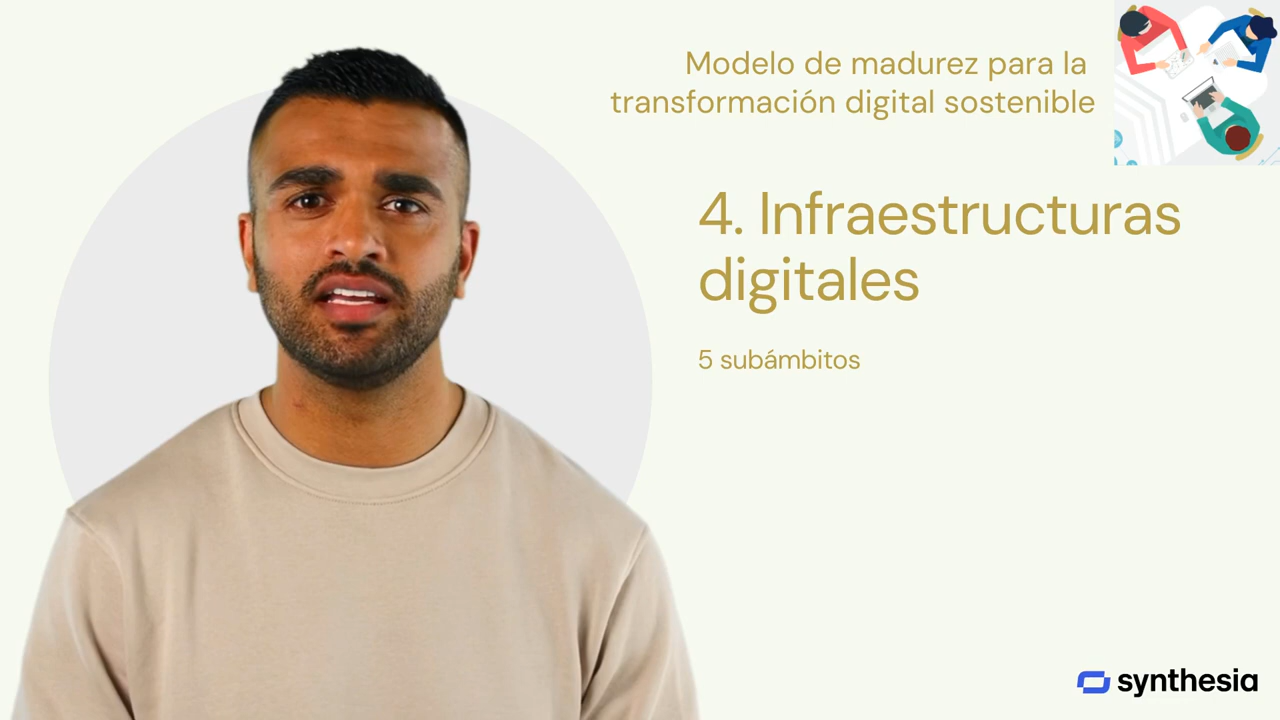 Modelo de madurez para la
transformación digital sostenible
4. Infraestructuras
digitales
5 subámbitos
synthesia